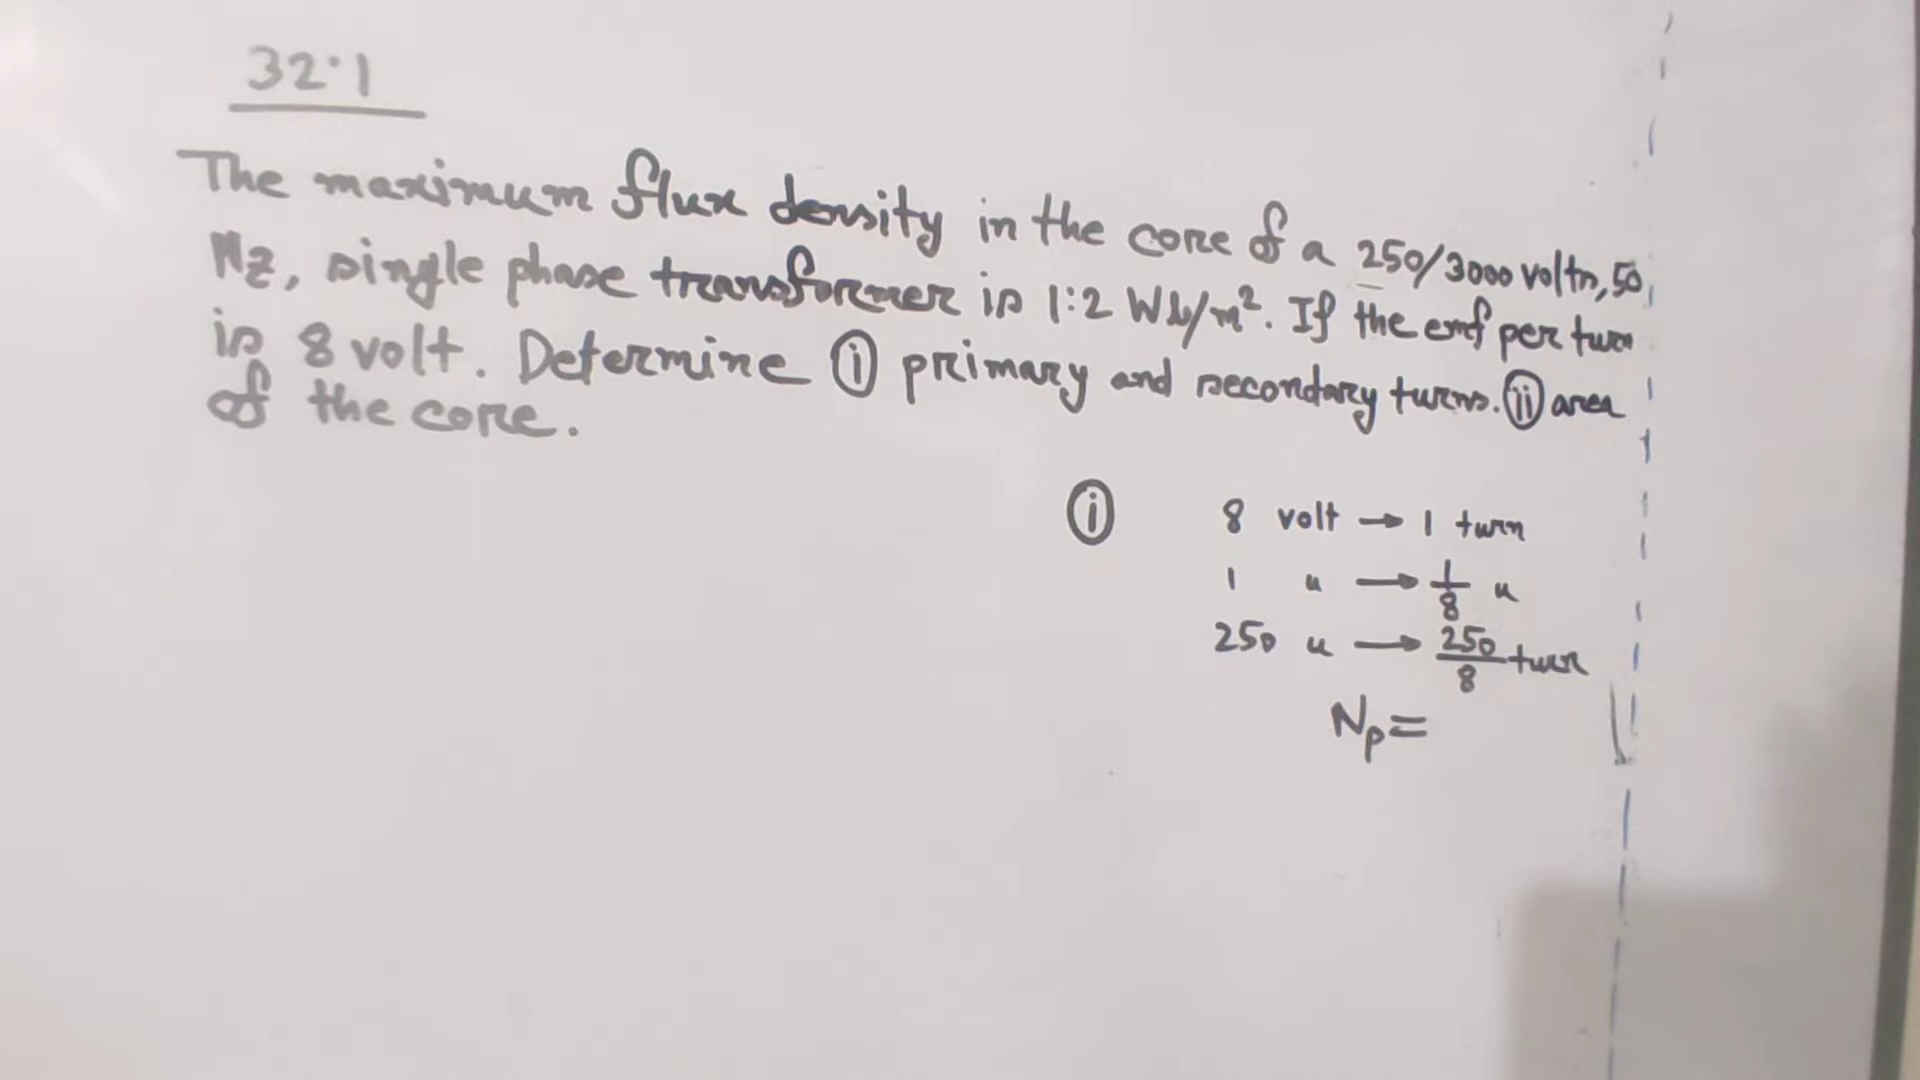 32.1
The maximum flux density in the core of a 250/3000 volts, 50
Hz, single phase transformer is 1:2 Wb/m². If the emf per turn
is 8 volt. Determine ⓘ primary and secondary turns. ⓘⓘ area
of the core.
ⓘ 8 volt → 1 turn
1 " → 1/8 "
250 " → 250/8 turn
Np =